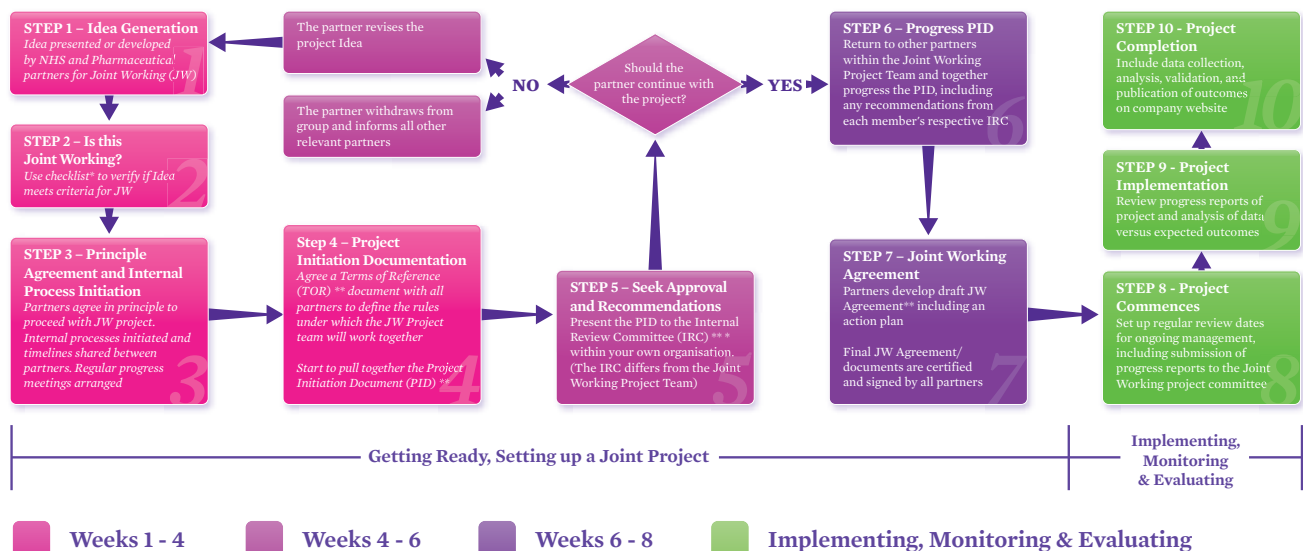 STEP 1 – Idea Generation
Idea presented or developed
by NHS and Pharmaceutical
partners for Joint Working (JW)
1
STEP 2 – Is this
Joint Working?
Use checklist* to verify if Idea
meets criteria for JW
2
STEP 3 – Principle
Agreement and Internal
Process Initiation
Partners agree in principle to
proceed with JW project.
Internal processes initiated and
timelines shared between
partners. Regular progress
meetings arranged
3
Step 4 – Project
Initiation Documentation
Agree a Terms of Reference
(TOR) ** document with all
partners to define the rules
under which the JW Project
team will work together
Start to pull together the Project
Initiation Document (PID) **
4
STEP 5 – Seek Approval
and Recommendations
Present the PID to the Internal
Review Committee (IRC) ** *
within your own organisation.
(The IRC differs from the Joint
Working Project Team)
5
Should the
partner continue with
the project?
NO
The partner revises the
project Idea
The partner withdraws from
group and informs all other
relevant partners
YES
STEP 6 – Progress PID
Return to other partners
within the Joint Working
Project Team and together
progress the PID, including
any recommendations from
each member's respective IRC
6
STEP 7 – Joint Working
Agreement
Partners develop draft JW
Agreement** including an
action plan
Final JW Agreement/
documents are certified
and signed by all partners
7
STEP 8 - Project
Commences
Set up regular review dates
for ongoing management,
including submission of
progress reports to the Joint
Working project committee
8
STEP 9 - Project
Implementation
Review progress reports of
project and analysis of data
versus expected outcomes
9
STEP 10 - Project
Completion
Include data collection,
analysis, validation, and
publication of outcomes
on company website
10
Getting Ready, Setting up a Joint Project
Implementing,
Monitoring
& Evaluating
Weeks 1 - 4
Weeks 4 - 6
Weeks 6 - 8
Implementing, Monitoring & Evaluating